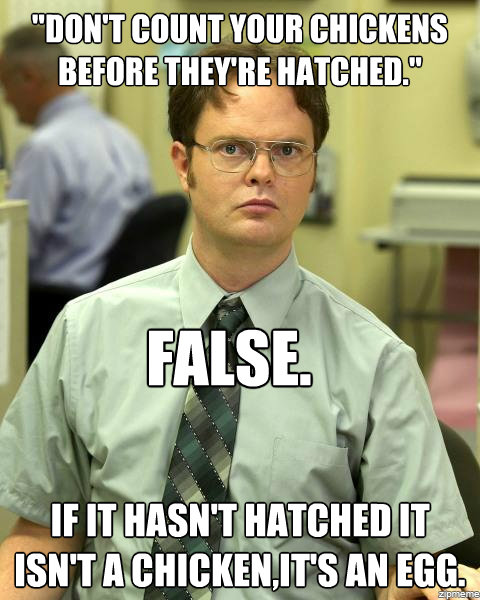 "DON'T COUNT YOUR CHICKENS
BEFORE THEY'RE HATCHED."
FALSE.
IF IT HASN'T HATCHED IT
ISN'T A CHICKEN,IT'S AN EGG.
zipmeme